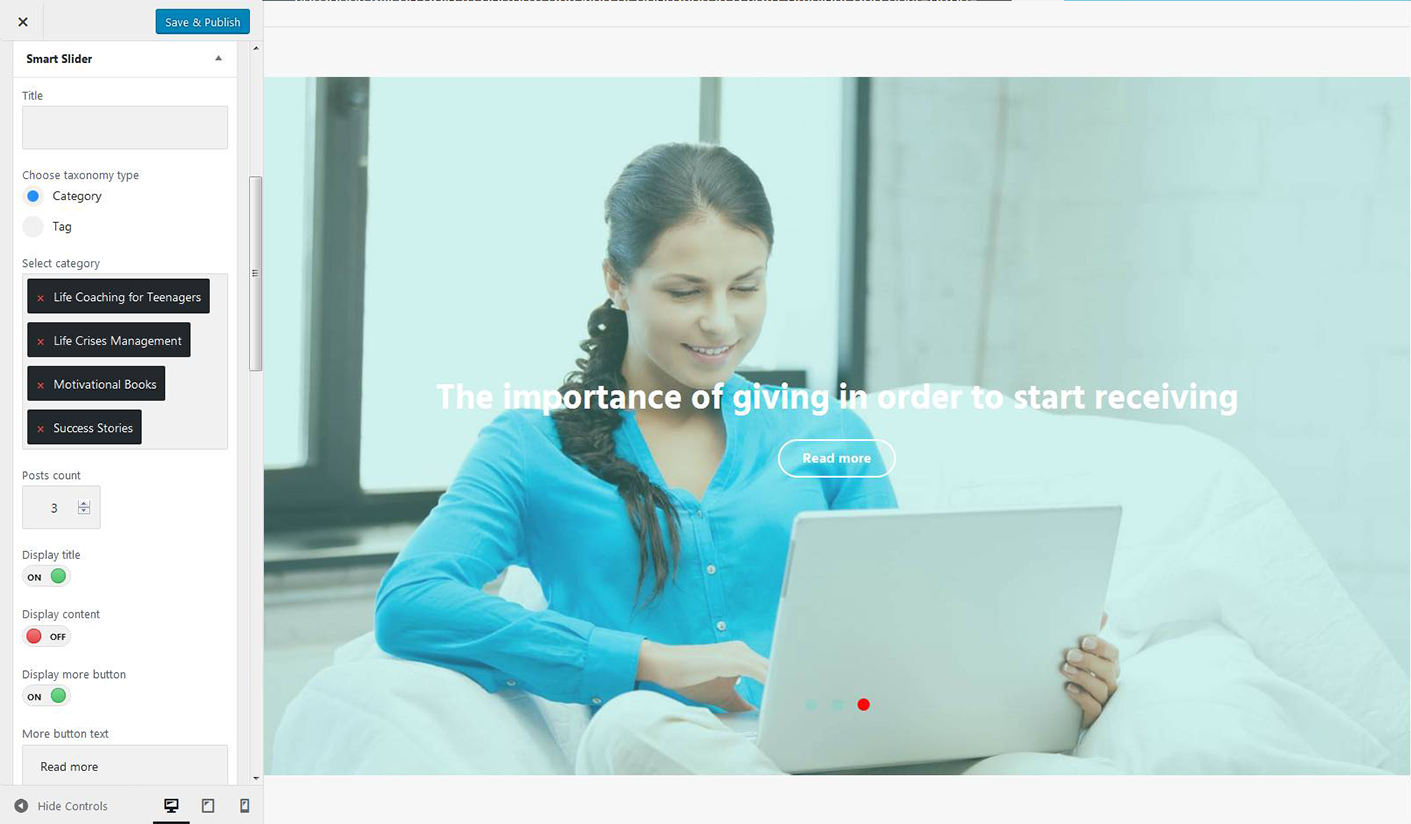 Save & Publish
Smart Slider
Title
Choose taxonomy type
Category
Tag
Select category
× Life Coaching for Teenagers
× Life Crises Management
× Motivational Books
× Success Stories
Posts count
3
Display title
ON
Display content
OFF
Display more button
ON
More button text
Read more
Hide Controls
The importance of giving in order to start receiving
Read more